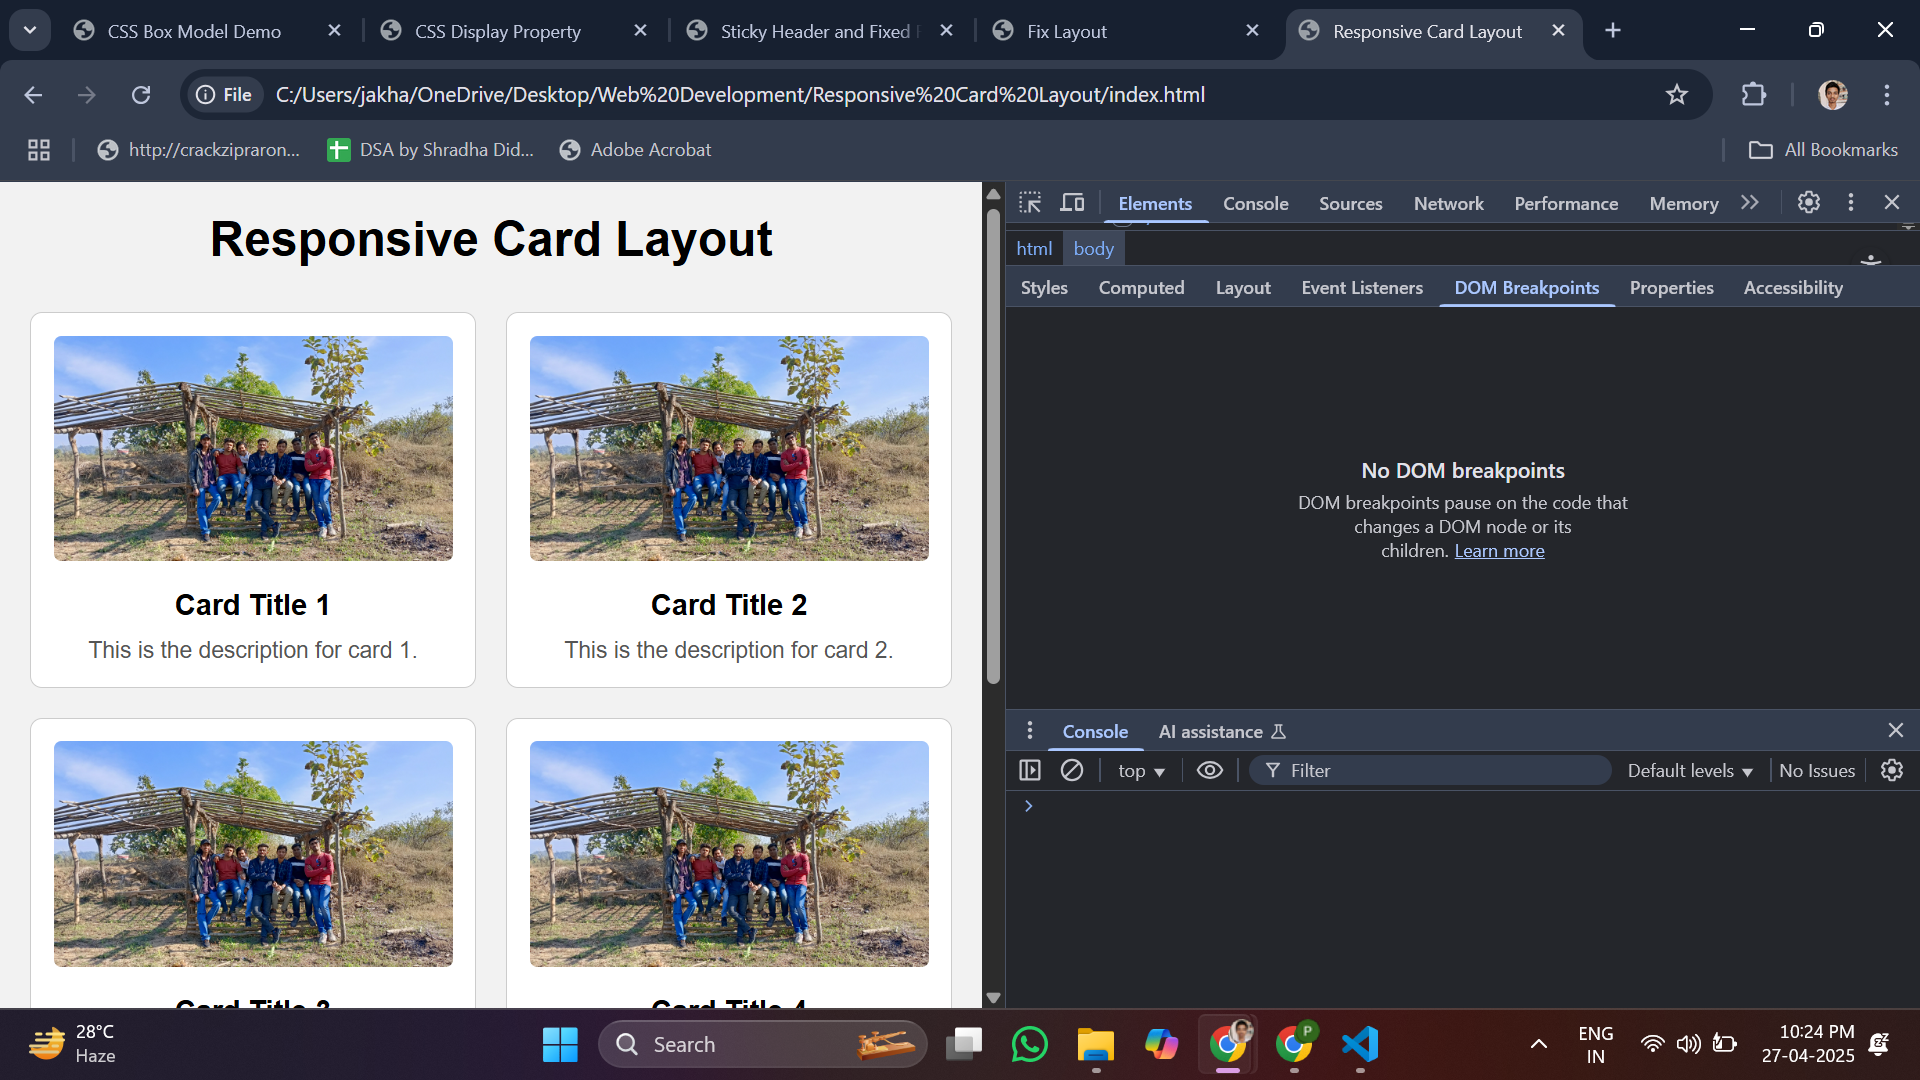 CSS Box Model Demo
CSS Display Property
Sticky Header and Fixed
Fix Layout
Responsive Card Layout
File
C:/Users/jakha/OneDrive/Desktop/Web%20Development/Responsive%20Card%20Layout/index.html
http://crackzipraron...
DSA by Shradha Did...
Adobe Acrobat
All Bookmarks
Responsive Card Layout
Card Title 1
This is the description for card 1.
Card Title 2
This is the description for card 2.
Card Title 3
Card Title 4
Elements
Console
Sources
Network
Performance
Memory
html
body
Styles
Computed
Layout
Event Listeners
DOM Breakpoints
Properties
Accessibility
No DOM breakpoints
DOM breakpoints pause on the code that
changes a DOM node or its
children. Learn more
Console
AI assistance
top
Filter
Default levels
No Issues
28°C
Haze
Search
P
ENG
IN
10:24 PM
27-04-2025